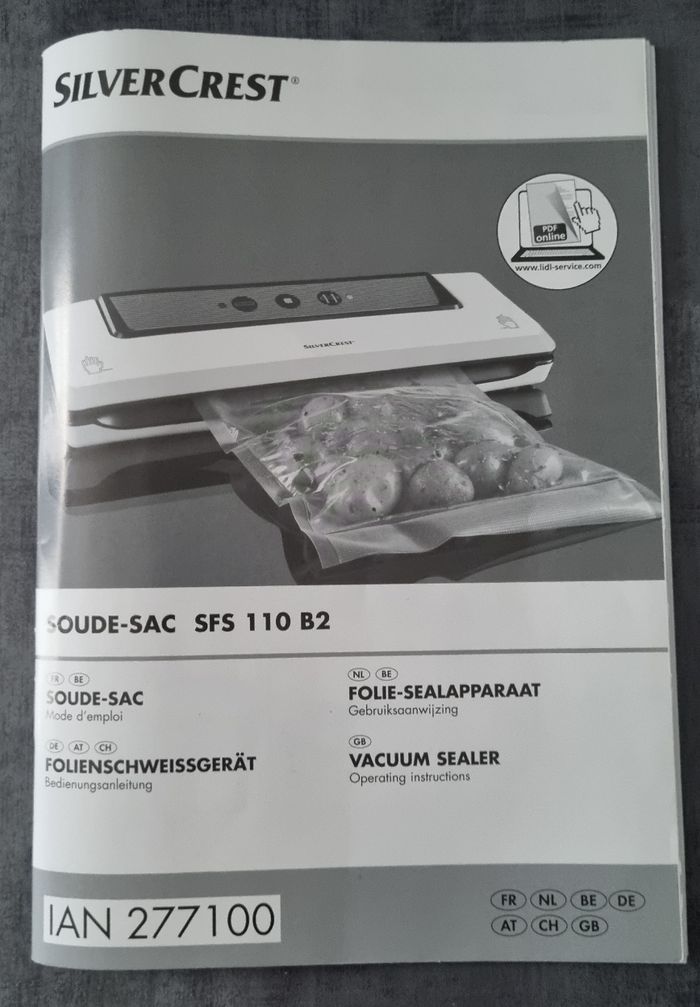 SILVERCREST®
PDF
online
www.lidl-service.com
SILVERCREST
SOUDE-SAC SFS 110 B2
FR BE
SOUDE-SAC
Mode d'emploi
NL BE
FOLIE-SEALAPPARAAT
Gebruiksaanwijzing
DE AT CH
FOLIENSCHWEISSGERÄT
Bedienungsanleitung
GB
VACUUM SEALER
Operating instructions
IAN 277100
FR NL BE DE
AT CH GB